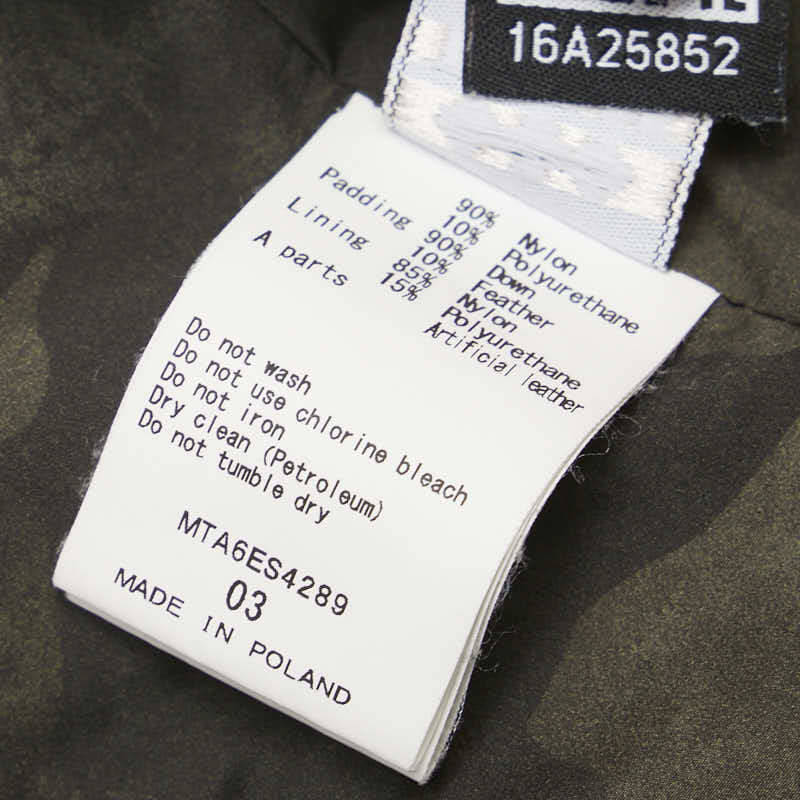 16A25852
90% Nylon
10% Polyurethane
Padding 90% Down
10% Feather
Lining 85% Nylon
15% Polyurethane
A parts Artificial leather
Do not wash
Do not use chlorine bleach
Do not iron
Dry clean (Petroleum)
Do not tumble dry
MTA6ES4289
03
MADE IN POLAND